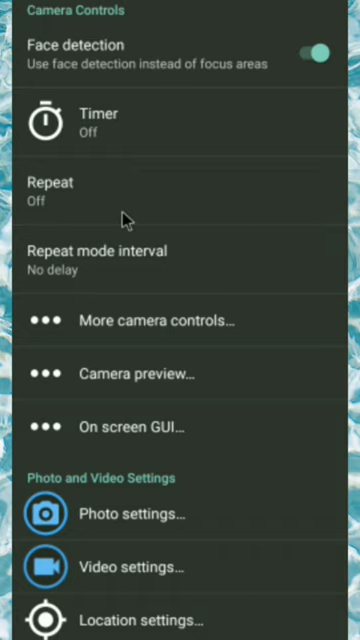 Camera Controls
Face detection
Use face detection instead of focus areas
Timer
Off
Repeat
Off
Repeat mode interval
No delay
More camera controls...
Camera preview...
On screen GUI...
Photo and Video Settings
Photo settings...
Video settings...
Location settings...